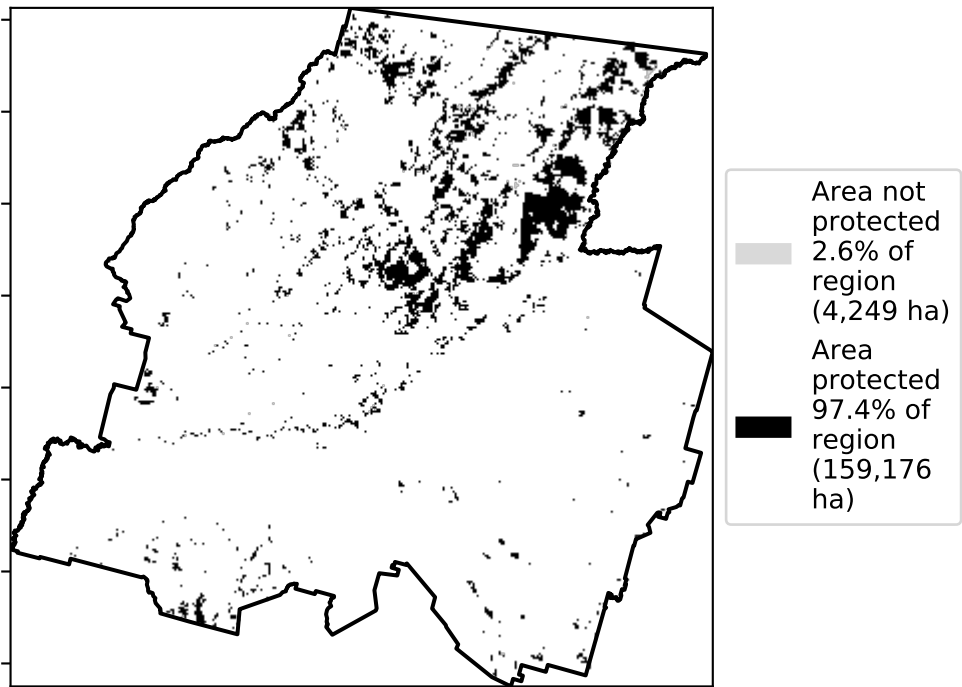 Area not
protected
2.6% of
region
(4,249 ha)
Area
protected
97.4% of
region
(159,176
ha)